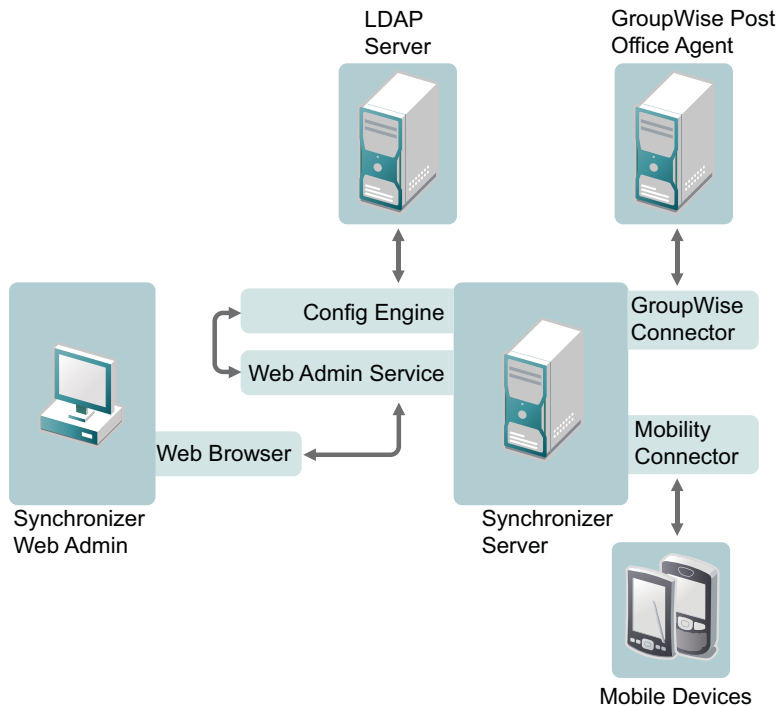 LDAP
Server
GroupWise Post
Office Agent
Config Engine
GroupWise
Connector
Web Admin Service
Web Browser
Mobility
Connector
Synchronizer
Web Admin
Synchronizer
Server
Mobile Devices